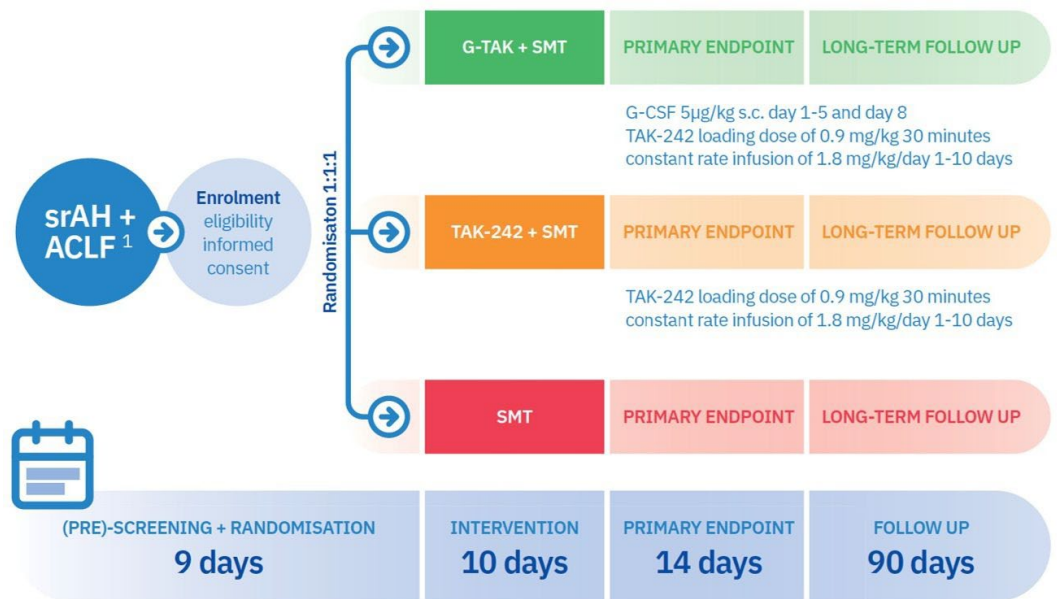 srAH +
ACLF 1
Enrolment
eligibility
informed
consent
Randomisaton 1:1:1
G-TAK + SMT
PRIMARY ENDPOINT
LONG-TERM FOLLOW UP
G-CSF 5µg/kg s.c. day 1-5 and day 8
TAK-242 loading dose of 0.9 mg/kg 30 minutes
constant rate infusion of 1.8 mg/kg/day 1-10 days
TAK-242 + SMT
PRIMARY ENDPOINT
LONG-TERM FOLLOW UP
TAK-242 loading dose of 0.9 mg/kg 30 minutes
constant rate infusion of 1.8 mg/kg/day 1-10 days
SMT
PRIMARY ENDPOINT
LONG-TERM FOLLOW UP
(PRE)-SCREENING + RANDOMISATION
9 days
INTERVENTION
10 days
PRIMARY ENDPOINT
14 days
FOLLOW UP
90 days